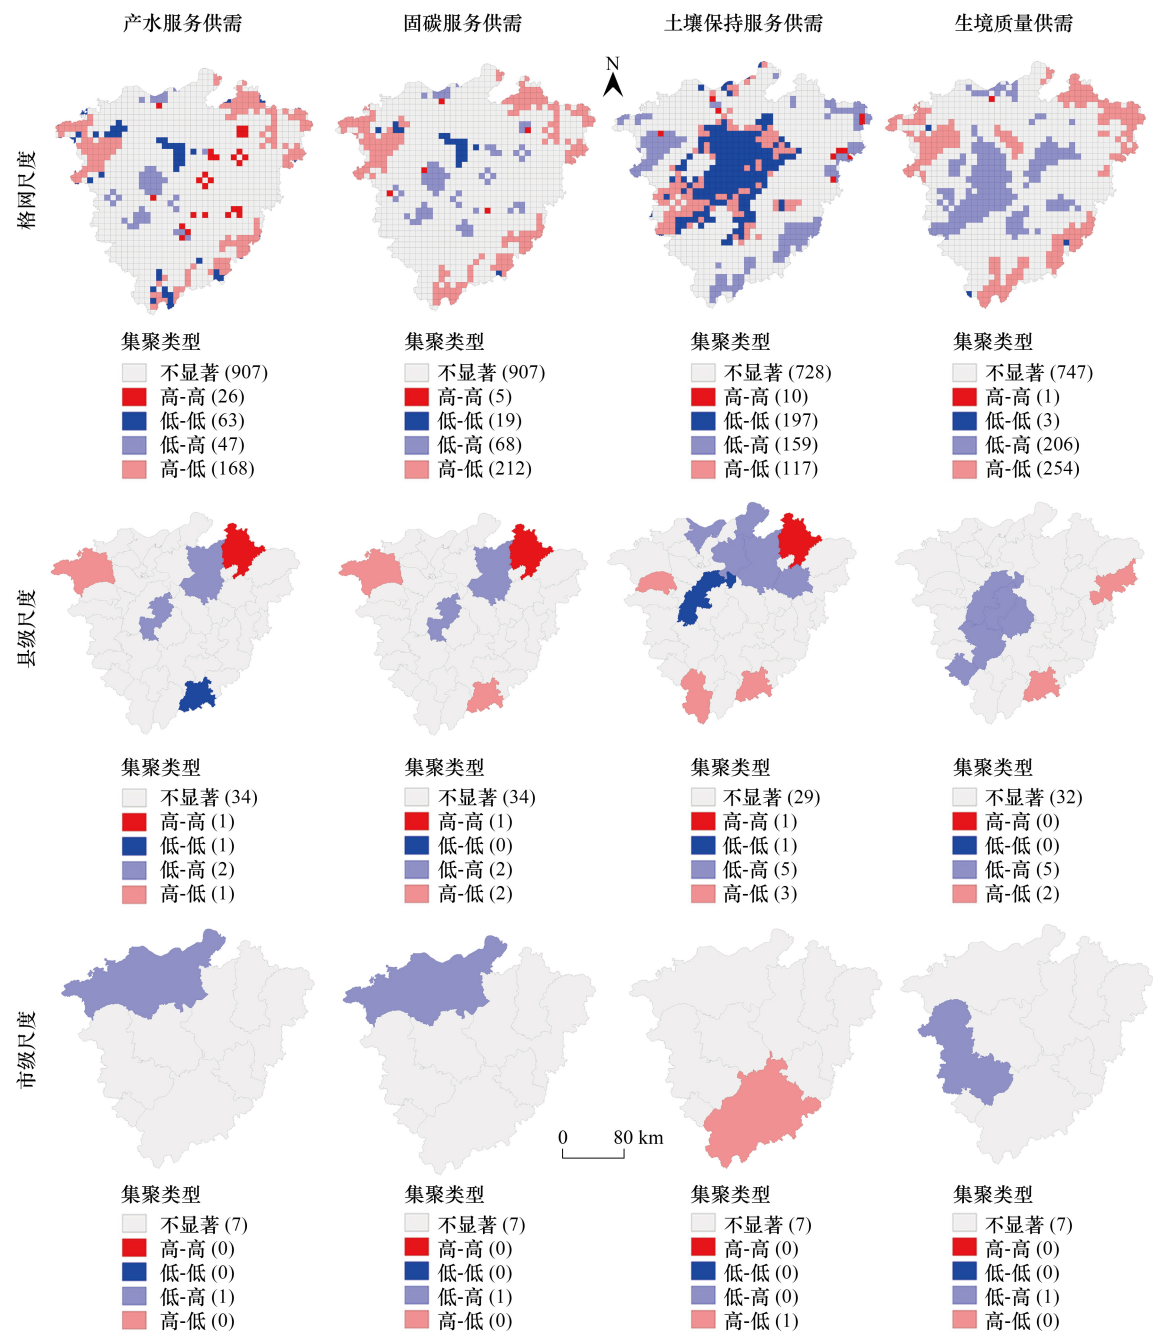 产水服务供需
固碳服务供需
土壤保持服务供需
生境质量供需
N
格网尺度
集聚类型
不显著 (907)
高-高 (26)
低-低 (63)
低-高 (47)
高-低 (168)
集聚类型
不显著 (907)
高-高 (5)
低-低 (19)
低-高 (68)
高-低 (212)
集聚类型
不显著 (728)
高-高 (10)
低-低 (197)
低-高 (159)
高-低 (117)
集聚类型
不显著 (747)
高-高 (1)
低-低 (3)
低-高 (206)
高-低 (254)
县级尺度
集聚类型
不显著 (34)
高-高 (1)
低-低 (1)
低-高 (2)
高-低 (1)
集聚类型
不显著 (34)
高-高 (1)
低-低 (0)
低-高 (2)
高-低 (2)
集聚类型
不显著 (29)
高-高 (1)
低-低 (1)
低-高 (5)
高-低 (3)
集聚类型
不显著 (32)
高-高 (0)
低-低 (0)
低-高 (5)
高-低 (2)
市级尺度
0 80 km
集聚类型
不显著 (7)
高-高 (0)
低-低 (0)
低-高 (1)
高-低 (0)
集聚类型
不显著 (7)
高-高 (0)
低-低 (0)
低-高 (1)
高-低 (0)
集聚类型
不显著 (7)
高-高 (0)
低-低 (0)
低-高 (0)
高-低 (1)
集聚类型
不显著 (7)
高-高 (0)
低-低 (0)
低-高 (1)
高-低 (0)